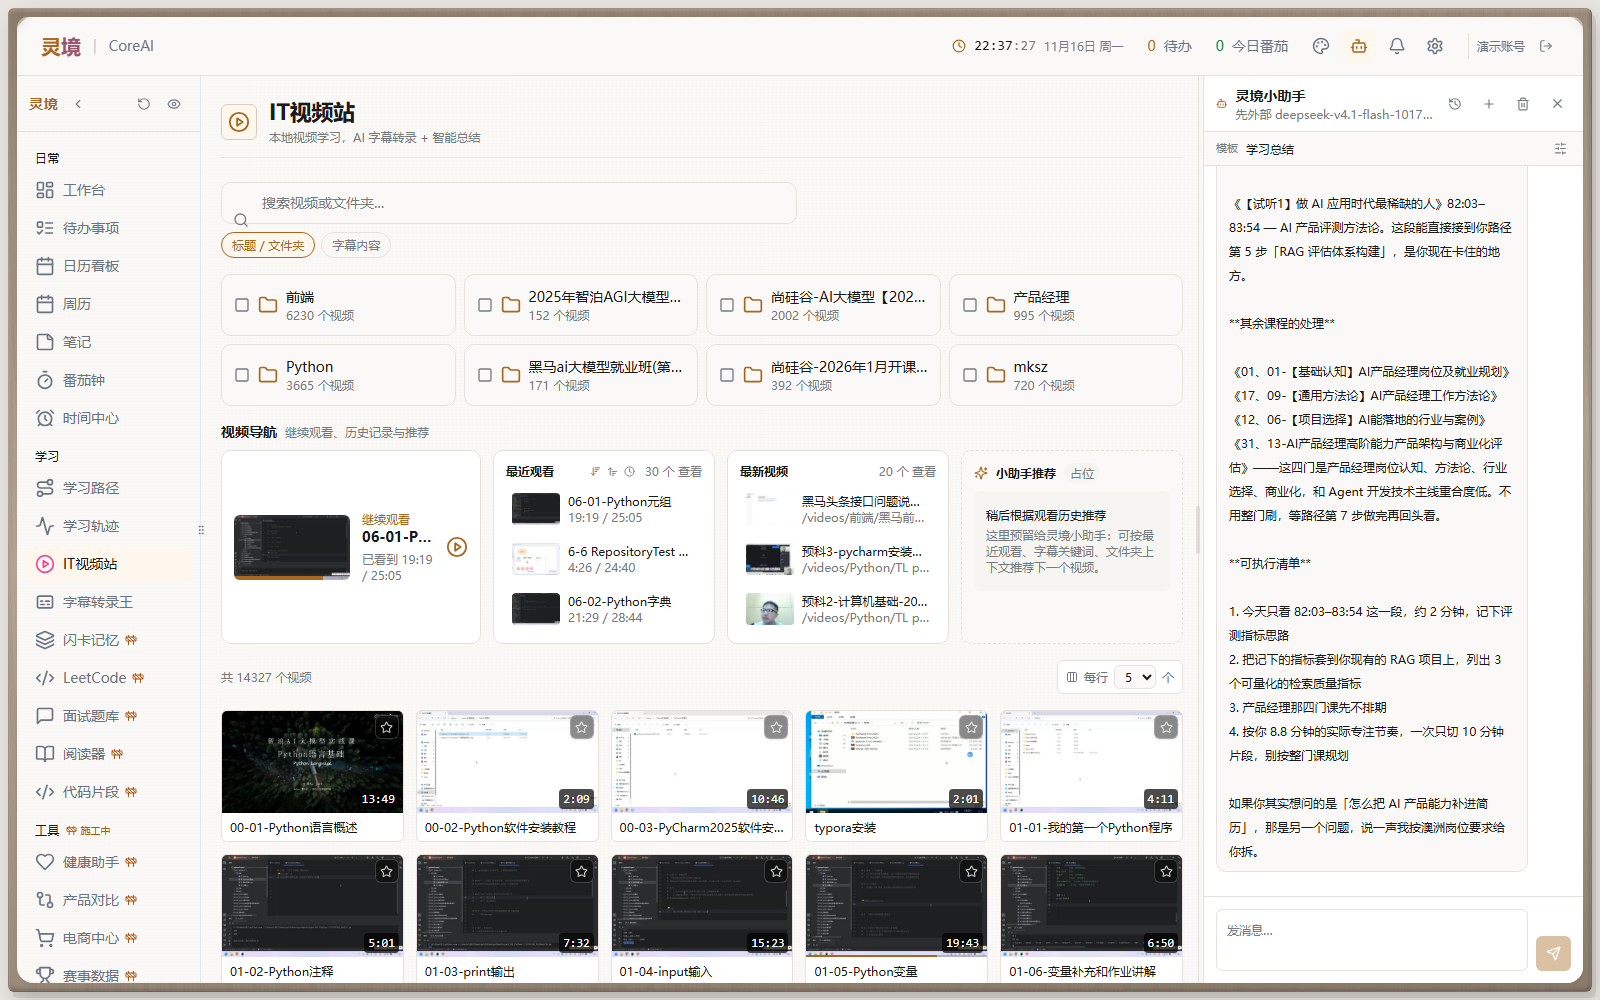 灵境 | CoreAI
22:37:27 11月16日 周一
0 待办
0 今日番茄
演示账号
灵境
日常
工作台
待办事项
日历看板
周历
笔记
番茄钟
时间中心
学习
学习路径
学习轨迹
IT视频站
字幕转录王
闪卡记忆
LeetCode
面试题库
阅读器
代码片段
工具 施工中
健康助手
产品对比
电商中心
赛事数据
IT视频站
本地视频学习，AI 字幕转录 + 智能总结
搜索视频或文件夹...
标题 / 文件夹
字幕内容
前端
6230 个视频
2025年智泊AGI大模型...
152 个视频
尚硅谷-AI大模型【202...
2002 个视频
产品经理
995 个视频
Python
3665 个视频
黑马ai大模型就业班(第...
171 个视频
尚硅谷-2026年1月开课...
392 个视频
mksz
720 个视频
视频导航 继续观看、历史记录与推荐
继续观看
06-01-P...
已看到 19:19
/ 25:05
最近观看
30 个 查看
06-01-Python元组
19:19 / 25:05
6-6 RepositoryTest ...
4:26 / 24:40
06-02-Python字典
21:29 / 28:44
最新视频
20 个 查看
黑马头条接口问题说...
/videos/前端/黑马前...
预科3-pycharm安装...
/videos/Python/TL p...
预科2-计算机基础-20...
/videos/Python/TL p...
小助手推荐 占位
稍后根据观看历史推荐
这里预留给灵境小助手：可按最
近观看、字幕关键词、文件夹上
下文推荐下一个视频。
共 14327 个视频
每行 5 个
Python语言基础
13:49
00-01-Python语言概述
2:09
00-02-Python软件安装教程
10:46
00-03-PyCharm2025软件安...
2:01
typora安装
4:11
01-01-我的第一个Python程序
5:01
01-02-Python注释
7:32
01-03-print输出
15:23
01-04-input输入
19:43
01-05-Python变量
6:50
01-06-变量补充和作业讲解
灵境小助手
先外部 deepseek-v4.1-flash-1017...
模板 学习总结
《【试听1】做 AI 应用时代最稀缺的人》82:03–
83:54 — AI 产品评测方法论。这段能直接接到你路径
第 5 步「RAG 评估体系构建」，是你现在卡住的地
方。
**其余课程的处理**
《01、01-【基础认知】AI产品经理岗位及就业规划》
《17、09-【通用方法论】AI产品经理工作方法论》
《12、06-【项目选择】AI能落地的行业与案例》
《31、13-AI产品经理高阶能力产品架构与商业化评
估》——这四门是产品经理岗位认知、方法论、行业
选择、商业化，和 Agent 开发技术主线重合度低。不
用整门刷，等路径第 7 步做完再回头看。
**可执行清单**
1. 今天只看 82:03–83:54 这一段，约 2 分钟，记下评
测指标思路
2. 把记下的指标套到你现有的 RAG 项目上，列出 3
个可量化的检索质量指标
3. 产品经理那四门课先不排期
4. 按你 8.8 分钟的实际专注节奏，一次只切 10 分钟
片段，别按整门课规划
如果你其实想问的是「怎么把 AI 产品能力补进简
历」，那是另一个问题，说一声我按澳洲岗位要求给
你拆。
发消息...